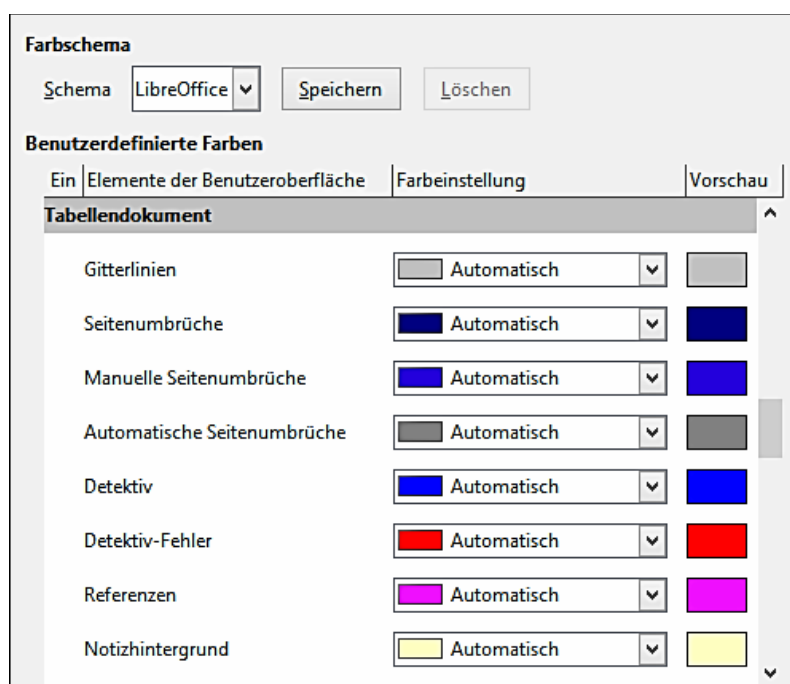 Farbschema
Schema LibreOffice Speichern Löschen
Benutzerdefinierte Farben
Ein Elemente der Benutzeroberfläche Farbeinstellung Vorschau
Tabellendokument
Gitterlinien Automatisch
Seitenumbrüche Automatisch
Manuelle Seitenumbrüche Automatisch
Automatische Seitenumbrüche Automatisch
Detektiv Automatisch
Detektiv-Fehler Automatisch
Referenzen Automatisch
Notizhintergrund Automatisch